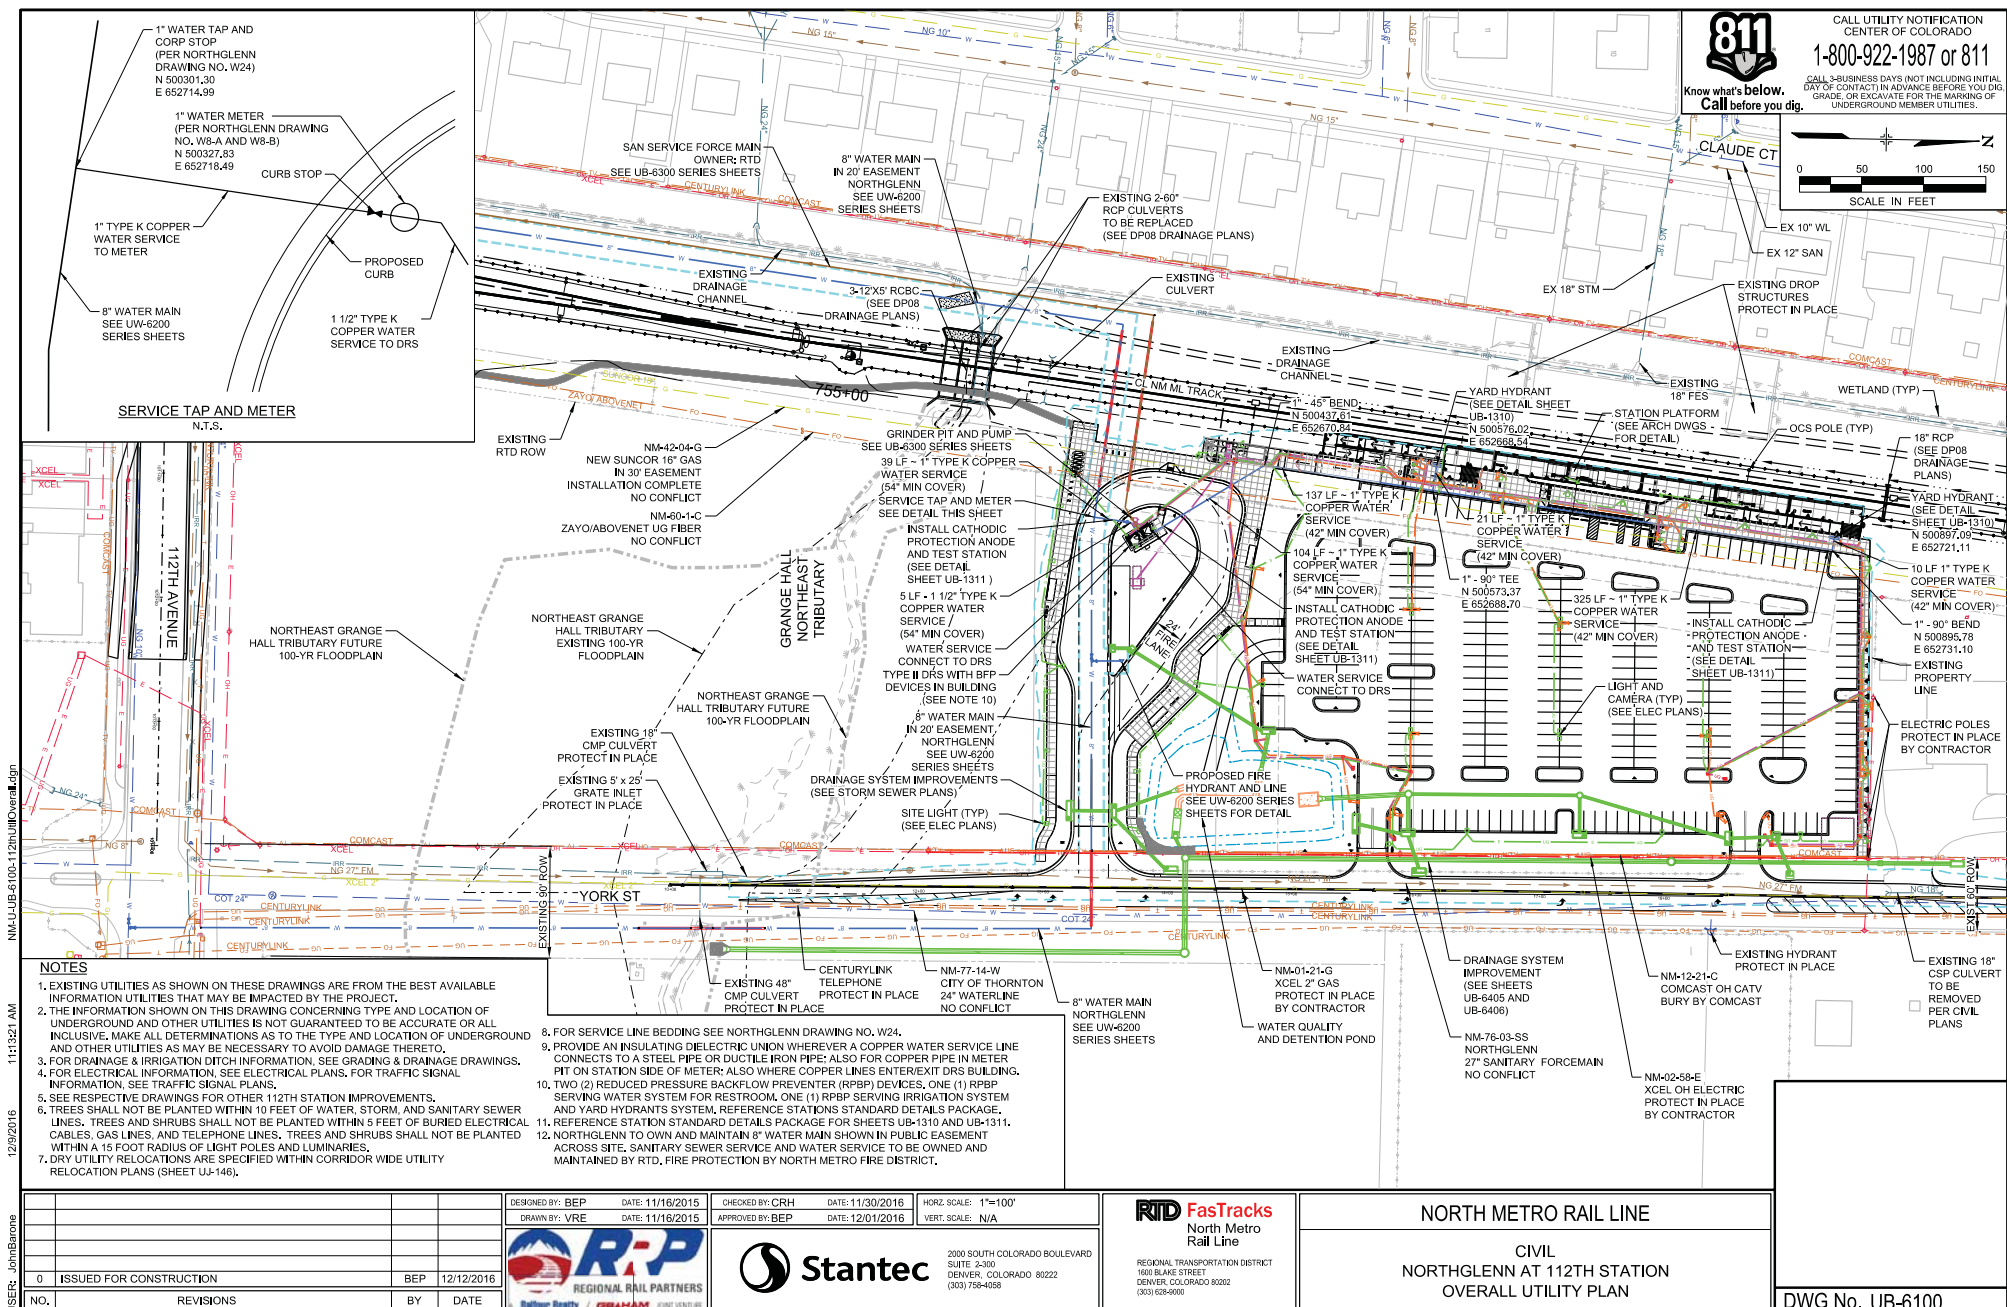 1" WATER TAP AND
CORP STOP
(PER NORTHGLENN
DRAWING NO. W24)
N 500301.30
E 652714.99
1" WATER METER
(PER NORTHGLENN DRAWING
NO. W8-A AND W8-B)
N 500327.83
E 652718.49
CURB STOP
1" TYPE K COPPER
WATER SERVICE
TO METER
PROPOSED
CURB
8" WATER MAIN
SEE UW-6200
SERIES SHEETS
1 1/2" TYPE K
COPPER WATER
SERVICE TO DRS
SERVICE TAP AND METER
N.T.S.
811
Know what's below.
Call before you dig.
CALL UTILITY NOTIFICATION
CENTER OF COLORADO
1-800-922-1987 or 811
CALL 3-BUSINESS DAYS (NOT INCLUDING INITIAL
DAY OF CONTACT) IN ADVANCE BEFORE YOU DIG,
GRADE, OR EXCAVATE FOR THE MARKING OF
UNDERGROUND MEMBER UTILITIES.
N
0 50 100 150
SCALE IN FEET
CLAUDE CT
EX 10" WL
EX 12" SAN
EX 18" STM
SAN SERVICE FORCE MAIN
OWNER: RTD
SEE UB-6300 SERIES SHEETS
8" WATER MAIN
IN 20' EASEMENT
NORTHGLENN
SEE UW-6200
SERIES SHEETS
EXISTING 2-60"
RCP CULVERTS
TO BE REPLACED
(SEE DP08 DRAINAGE PLANS)
EXISTING
DRAINAGE
CHANNEL
3-12'X5' RCBC
(SEE DP08
DRAINAGE PLANS)
EXISTING
CULVERT
EXISTING DROP
STRUCTURES
PROTECT IN PLACE
EXISTING
DRAINAGE
CHANNEL
EXISTING
18" FES
WETLAND (TYP)
755+00
CL NM ML TRACK
1" - 45° BEND
N 500437.61
E 652670.84
YARD HYDRANT
(SEE DETAIL SHEET
UB-1310)
N 500576.02
E 652668.54
STATION PLATFORM
(SEE ARCH DWGS
FOR DETAIL)
OCS POLE (TYP)
18" RCP
(SEE DP08
DRAINAGE
PLANS)
YARD HYDRANT
(SEE DETAIL
SHEET UB-1310)
N 500897.09
E 652721.11
10 LF 1" TYPE K
COPPER WATER
SERVICE
(42" MIN COVER)
1" - 90° BEND
N 500895.78
E 652731.10
EXISTING
PROPERTY
LINE
ELECTRIC POLES
PROTECT IN PLACE
BY CONTRACTOR
EXISTING
RTD ROW
NM-42-04-G
NEW SUNCOR 16" GAS
IN 30' EASEMENT
INSTALLATION COMPLETE
NO CONFLICT
NM-60-1-C
ZAYO/ABOVENET UG FIBER
NO CONFLICT
GRINDER PIT AND PUMP
SEE UB-6300 SERIES SHEETS
39 LF ~ 1" TYPE K COPPER
WATER SERVICE
(54" MIN COVER)
SERVICE TAP AND METER
SEE DETAIL THIS SHEET
INSTALL CATHODIC
PROTECTION ANODE
AND TEST STATION
(SEE DETAIL
SHEET UB-1311 )
5 LF - 1 1/2" TYPE K
COPPER WATER
SERVICE
(54" MIN COVER)
WATER SERVICE
CONNECT TO DRS
TYPE II DRS WITH BFP
DEVICES IN BUILDING
(SEE NOTE 10)
8" WATER MAIN
IN 20' EASEMENT
NORTHGLENN
SEE UW-6200
SERIES SHEETS
DRAINAGE SYSTEM IMPROVEMENTS
(SEE STORM SEWER PLANS)
SITE LIGHT (TYP)
(SEE ELEC PLANS)
137 LF ~ 1" TYPE K
COPPER WATER
SERVICE
(42" MIN COVER)
104 LF ~ 1" TYPE K
COPPER WATER
SERVICE
(54" MIN COVER)
INSTALL CATHODIC
PROTECTION ANODE
AND TEST STATION
(SEE DETAIL
SHEET UB-1311)
WATER SERVICE
CONNECT TO DRS
21 LF ~ 1" TYPE K
COPPER WATER
SERVICE
(42" MIN COVER)
1" - 90° TEE
N 500573.37
E 652688.70
325 LF ~ 1" TYPE K
COPPER WATER
SERVICE
(42" MIN COVER)
INSTALL CATHODIC
PROTECTION ANODE
AND TEST STATION
(SEE DETAIL
SHEET UB-1311)
LIGHT AND
CAMERA (TYP)
(SEE ELEC PLANS)
24'
FIRE
LANE
PROPOSED FIRE
HYDRANT AND LINE
SEE UW-6200 SERIES
SHEETS FOR DETAIL
112TH AVENUE
GRANGE HALL
NORTHEAST
TRIBUTARY
NORTHEAST GRANGE
HALL TRIBUTARY FUTURE
100-YR FLOODPLAIN
NORTHEAST GRANGE
HALL TRIBUTARY
EXISTING 100-YR
FLOODPLAIN
NORTHEAST GRANGE
HALL TRIBUTARY FUTURE
100-YR FLOODPLAIN
EXISTING 18"
CMP CULVERT
PROTECT IN PLACE
EXISTING 5' x 25'
GRATE INLET
PROTECT IN PLACE
EXISTING 60' ROW
YORK ST
EXIST 60' ROW
EXISTING 48"
CMP CULVERT
PROTECT IN PLACE
CENTURYLINK
TELEPHONE
PROTECT IN PLACE
NM-77-14-W
CITY OF THORNTON
24" WATERLINE
NO CONFLICT
8" WATER MAIN
NORTHGLENN
SEE UW-6200
SERIES SHEETS
NM-01-21-G
XCEL 2" GAS
PROTECT IN PLACE
BY CONTRACTOR
WATER QUALITY
AND DETENTION POND
DRAINAGE SYSTEM
IMPROVEMENT
(SEE SHEETS
UB-6405 AND
UB-6406)
NM-76-03-SS
NORTHGLENN
27" SANITARY FORCEMAIN
NO CONFLICT
NM-12-21-C
COMCAST OH CATV
BURY BY COMCAST
NM-02-58-E
XCEL OH ELECTRIC
PROTECT IN PLACE
BY CONTRACTOR
EXISTING HYDRANT
PROTECT IN PLACE
EXISTING 18"
CSP CULVERT
TO BE
REMOVED
PER CIVIL
PLANS
NOTES
1. EXISTING UTILITIES AS SHOWN ON THESE DRAWINGS ARE FROM THE BEST AVAILABLE
INFORMATION UTILITIES THAT MAY BE IMPACTED BY THE PROJECT.
2. THE INFORMATION SHOWN ON THIS DRAWING CONCERNING TYPE AND LOCATION OF
UNDERGROUND AND OTHER UTILITIES IS NOT GUARANTEED TO BE ACCURATE OR ALL
INCLUSIVE. MAKE ALL DETERMINATIONS AS TO THE TYPE AND LOCATION OF UNDERGROUND
AND OTHER UTILITIES AS MAY BE NECESSARY TO AVOID DAMAGE THERETO.
3. FOR DRAINAGE & IRRIGATION DITCH INFORMATION, SEE GRADING & DRAINAGE DRAWINGS.
4. FOR ELECTRICAL INFORMATION, SEE ELECTRICAL PLANS. FOR TRAFFIC SIGNAL
INFORMATION, SEE TRAFFIC SIGNAL PLANS.
5. SEE RESPECTIVE DRAWINGS FOR OTHER 112TH STATION IMPROVEMENTS.
6. TREES SHALL NOT BE PLANTED WITHIN 10 FEET OF WATER, STORM, AND SANITARY SEWER
LINES. TREES AND SHRUBS SHALL NOT BE PLANTED WITHIN 5 FEET OF BURIED ELECTRICAL
CABLES, GAS LINES, AND TELEPHONE LINES. TREES AND SHRUBS SHALL NOT BE PLANTED
WITHIN A 15 FOOT RADIUS OF LIGHT POLES AND LUMINARIES.
7. DRY UTILITY RELOCATIONS ARE SPECIFIED WITHIN CORRIDOR WIDE UTILITY
RELOCATION PLANS (SHEET UJ-146).
8. FOR SERVICE LINE BEDDING SEE NORTHGLENN DRAWING NO. W24.
9. PROVIDE AN INSULATING DIELECTRIC UNION WHEREVER A COPPER WATER SERVICE LINE
CONNECTS TO A STEEL PIPE OR DUCTILE IRON PIPE; ALSO FOR COPPER PIPE IN METER
PIT ON STATION SIDE OF METER; ALSO WHERE COPPER LINES ENTER/EXIT DRS BUILDING.
10. TWO (2) REDUCED PRESSURE BACKFLOW PREVENTER (RPBP) DEVICES. ONE (1) RPBP
SERVING WATER SYSTEM FOR RESTROOM. ONE (1) RPBP SERVING IRRIGATION SYSTEM
AND YARD HYDRANTS SYSTEM. REFERENCE STATIONS STANDARD DETAILS PACKAGE.
11. REFERENCE STATION STANDARD DETAILS PACKAGE FOR SHEETS UB-1310 AND UB-1311.
12. NORTHGLENN TO OWN AND MAINTAIN 8" WATER MAIN SHOWN IN PUBLIC EASEMENT
ACROSS SITE. SANITARY SEWER SERVICE AND WATER SERVICE TO BE OWNED AND
MAINTAINED BY RTD. FIRE PROTECTION BY NORTH METRO FIRE DISTRICT.
NM-U-UB-6100-112thUtilOverall.dgn
11:13:21 AM
12/9/2016
USER: JohnBarone
0 ISSUED FOR CONSTRUCTION BEP 12/12/2016
NO. REVISIONS BY DATE
DESIGNED BY: BEP DATE: 11/16/2015
DRAWN BY: VRE DATE: 11/16/2015
CHECKED BY: CRH DATE: 11/30/2016
APPROVED BY: BEP DATE: 12/01/2016
HORZ. SCALE: 1"=100'
VERT. SCALE: N/A
RRP
REGIONAL RAIL PARTNERS
Balfour Beatty / GRAHAM JOINT VENTURE
Stantec
2000 SOUTH COLORADO BOULEVARD
SUITE 2-300
DENVER, COLORADO 80222
(303) 758-4058
RTD FasTracks
North Metro
Rail Line
REGIONAL TRANSPORTATION DISTRICT
1600 BLAKE STREET
DENVER, COLORADO 80202
(303) 628-9000
NORTH METRO RAIL LINE
CIVIL
NORTHGLENN AT 112TH STATION
OVERALL UTILITY PLAN
DWG No. UB-6100